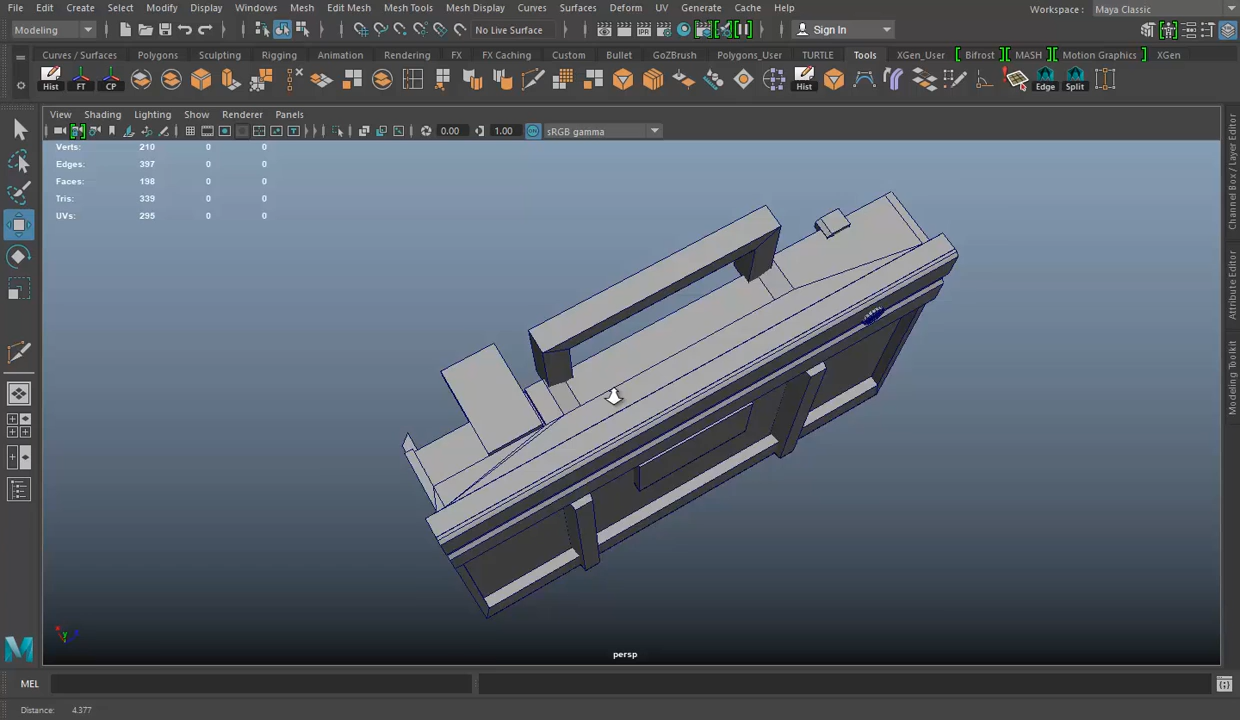 File Edit Create Select Modify Display Windows Mesh Edit Mesh Mesh Tools Mesh Display Curves Surfaces Deform UV Generate Cache Help Workspace : Maya Classic
Modeling No Live Surface Sign In
Curves / Surfaces Polygons Sculpting Rigging Animation Rendering FX FX Caching Custom Bullet GoZBrush Polygons_User TURTLE Tools XGen_User Bifrost MASH Motion Graphics XGen
Hist FT CP Hist Edge Split
View Shading Lighting Show Renderer Panels
0.00 1.00 sRGB gamma
Verts: 210 0 0
Edges: 397 0 0
Faces: 198 0 0
Tris: 339 0 0
UVs: 295 0 0
Channel Box / Layer Editor
Attribute Editor
Modeling Toolkit
persp
MEL
Distance: 4.377